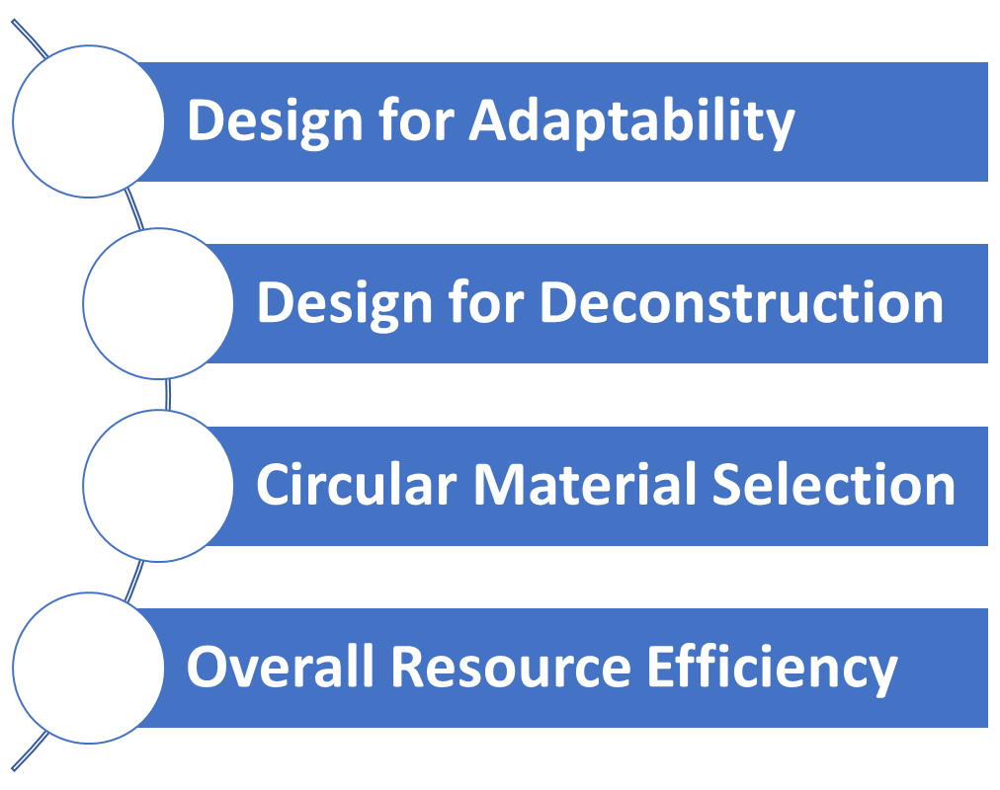 Design for Adaptability
Design for Deconstruction
Circular Material Selection
Overall Resource Efficiency